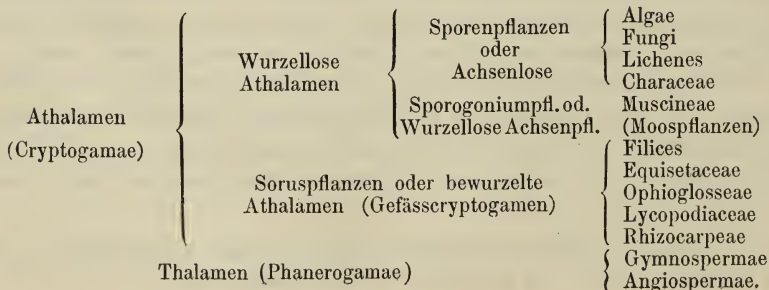 Athalamen
(Cryptogamae)
Wurzellose
Athalamen
Sporenpflanzen
oder
Achsenlose
Algae
Fungi
Lichenes
Characeae
Sporogoniumpfl. od.
Wurzellose Achsenpfl.
Muscineae
(Moospflanzen)
Soruspflanzen oder bewurzelte
Athalamen (Gefässcryptogamen)
Filices
Equisetaceae
Ophioglosseae
Lycopodiaceae
Rhizocarpeae
Thalamen (Phanerogamae)
Gymnospermae
Angiospermae.